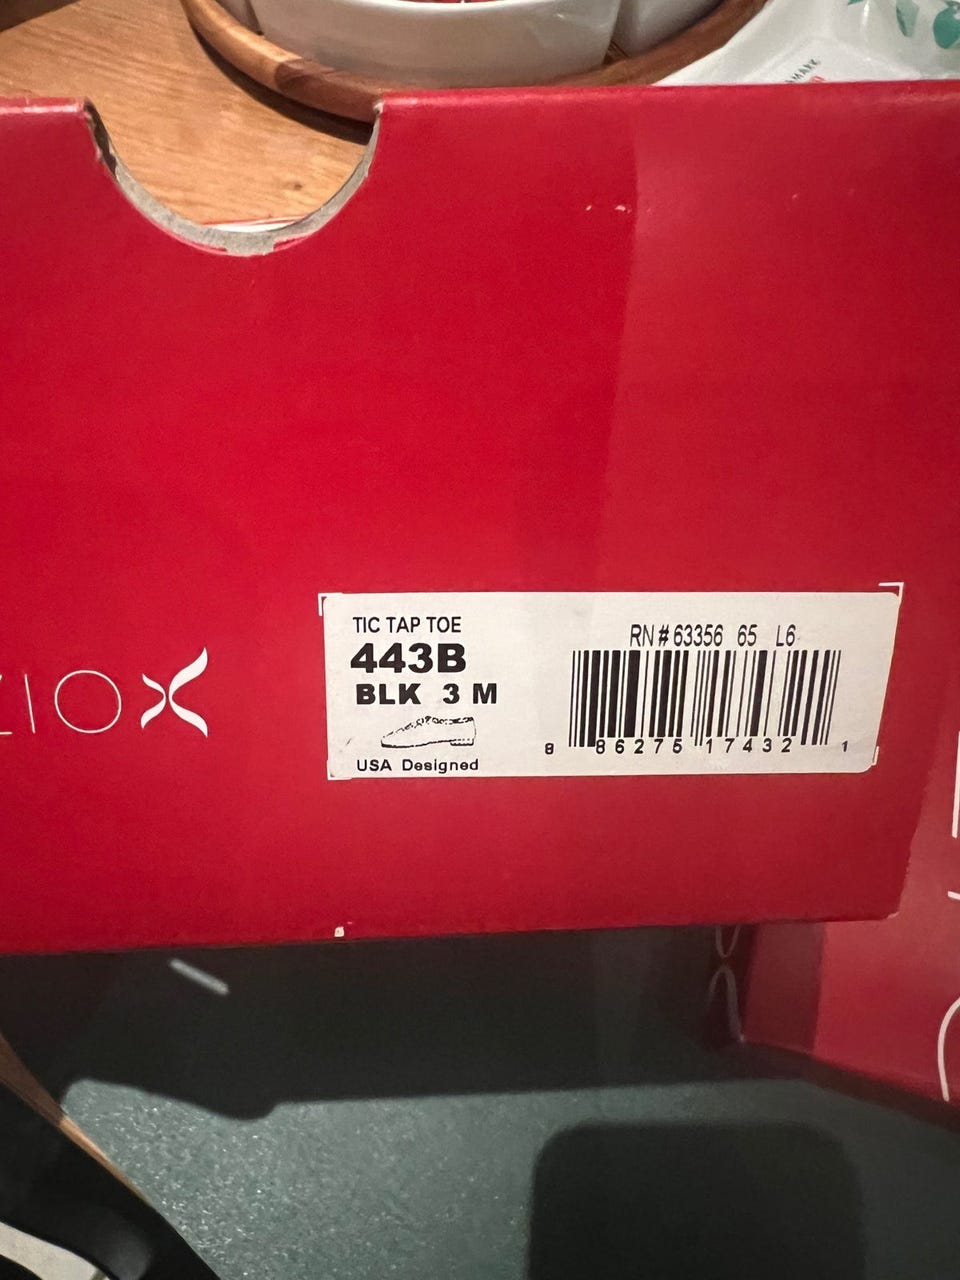 TIC TAP TOE
443B
BLK 3 M
USA Designed
RN # 63356 65 L6
8 86275 17432 1